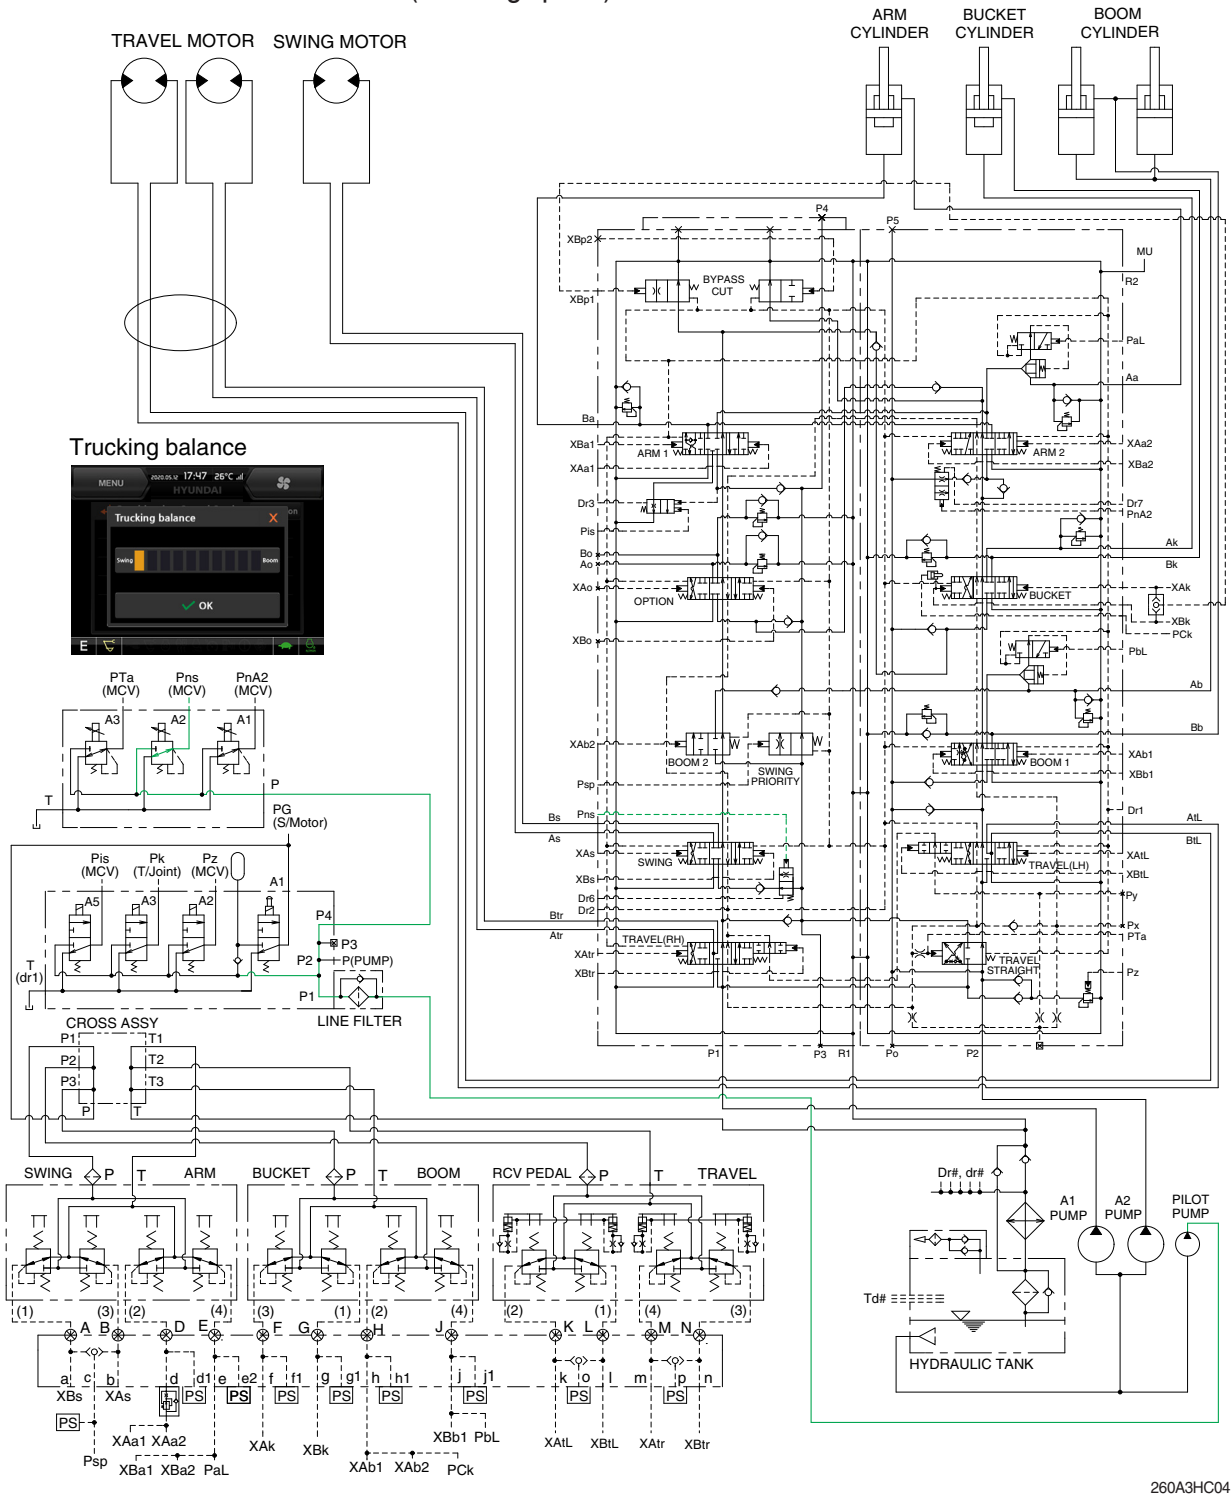 ARM
CYLINDER
BUCKET
CYLINDER
BOOM
CYLINDER
TRAVEL MOTOR
SWING MOTOR
P4
P5
XBp2
XBp1
BYPASS
CUT
MU
R2
PaL
Aa
Ba
XBa1
XAa1
ARM 1
ARM 2
XAa2
XBa2
Dr3
Pis
Dr7
PnA2
Bo
Ao
Ak
Bk
XAo
OPTION
BUCKET
XAk
XBo
XBk
PCk
PbL
Ab
Bb
XAb2
BOOM 2
SWING
PRIORITY
BOOM 1
XAb1
XBb1
Psp
Pns
Dr1
Bs
As
AtL
BtL
XAs
SWING
XBs
TRAVEL(LH)
XAtL
XBtL
Dr6
Dr2
Py
Btr
Atr
Px
PTa
TRAVEL(RH)
XAtr
XBtr
TRAVEL
STRAIGHT
Pz
P1
P3
R1
Po
P2
Trucking balance
MENU
2020.05.12 17:47 26°C
HYUNDAI
Trucking balance
X
Swing
Boom
OK
E
PTa
(MCV)
Pns
(MCV)
PnA2
(MCV)
A3
A2
A1
P
T
PG
(S/Motor)
Pis
(MCV)
Pk
(T/Joint)
Pz
(MCV)
A1
A5
A3
A2
P4
P3
P2
P(PUMP)
T
(dr1)
P1
LINE FILTER
CROSS ASSY
P1
T1
P2
T2
P3
T3
P
T
SWING
P
T
ARM
BUCKET
P
T
BOOM
RCV PEDAL
P
T
TRAVEL
(1)
(3)
(2)
(4)
(3)
(1)
(2)
(4)
(2)
(1)
(4)
(3)
A
B
D
E
F
G
H
J
K
L
M
N
a
c
b
d
d1
e
e2
f
f1
g
g1
h
h1
j
j1
k
o
l
m
p
n
XBs
XAs
PS
PS
PS
PS
PS
PS
PS
PS
PS
Psp
XAa1
XAa2
XBa1
XBa2
PaL
XAk
XBk
XAb1
XAb2
PCk
XBb1
PbL
XAtL
XBtL
XAtr
XBtr
Dr#, dr#
A1
PUMP
A2
PUMP
PILOT
PUMP
Td#
HYDRAULIC TANK
260A3HC04